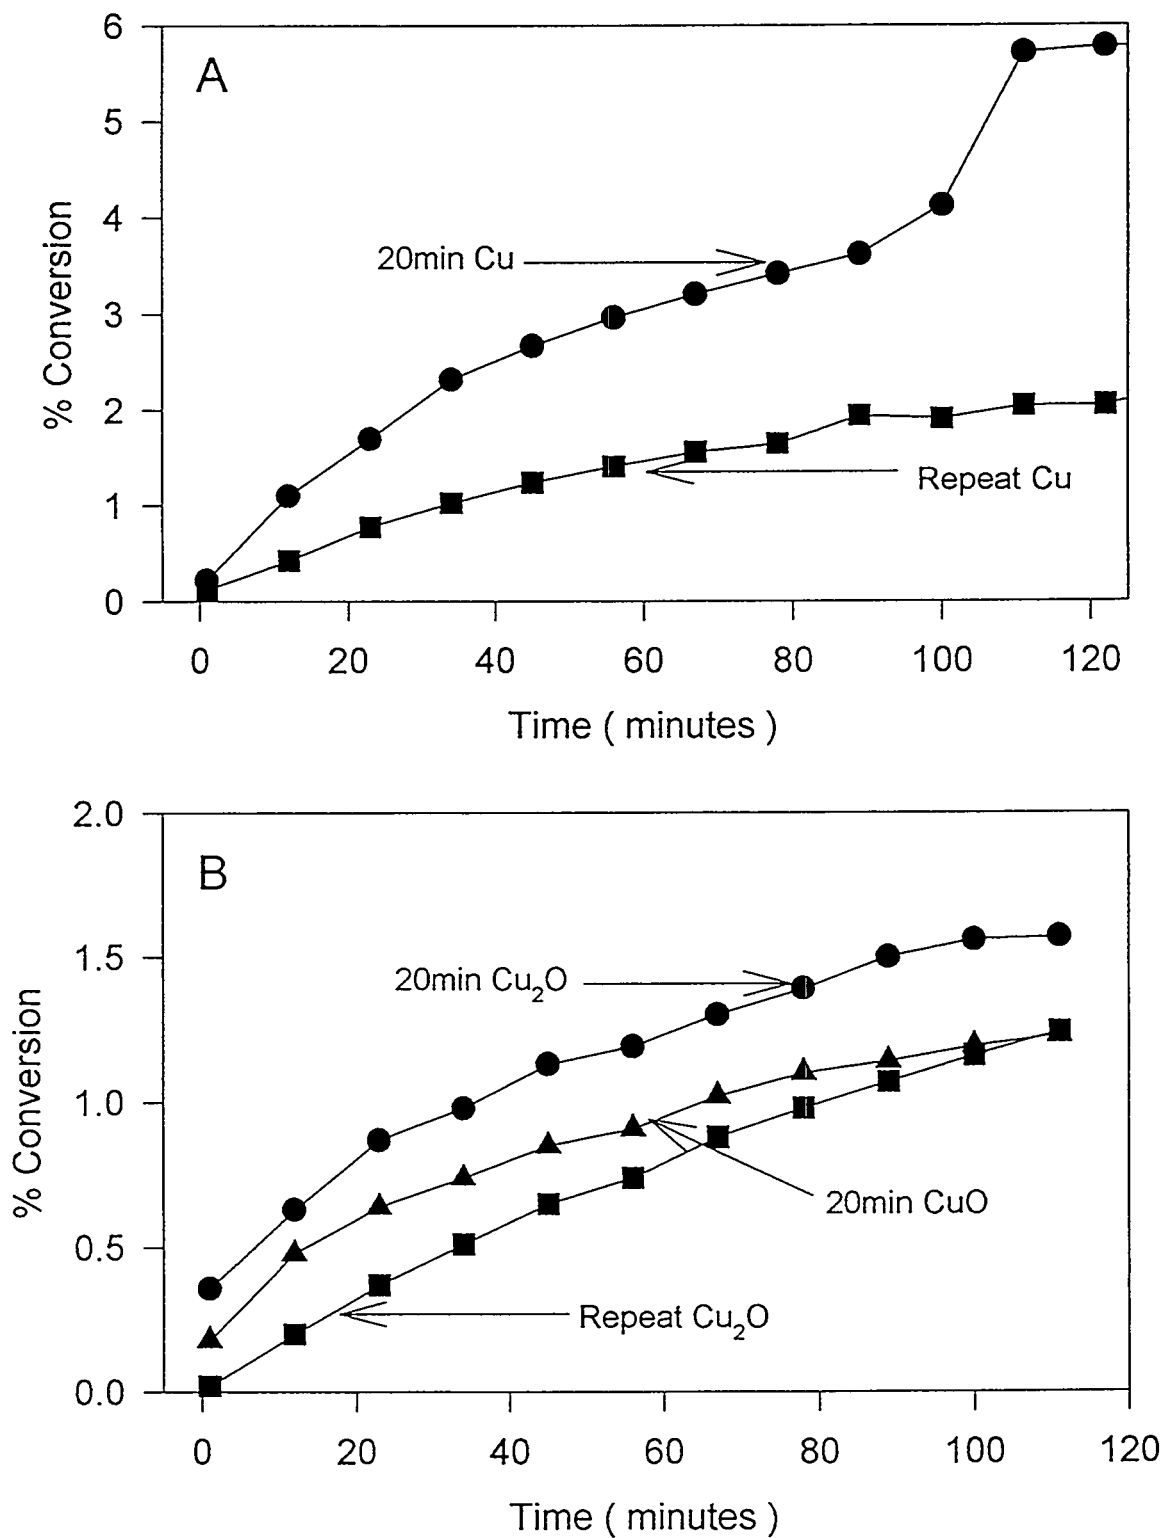 6
A
5
4
3
2
1
0
% Conversion
20min Cu
Repeat Cu
0 20 40 60 80 100 120
Time ( minutes )
2.0
B
1.5
1.0
0.5
0.0
% Conversion
20min Cu₂O
20min CuO
Repeat Cu₂O
0 20 40 60 80 100 120
Time ( minutes )